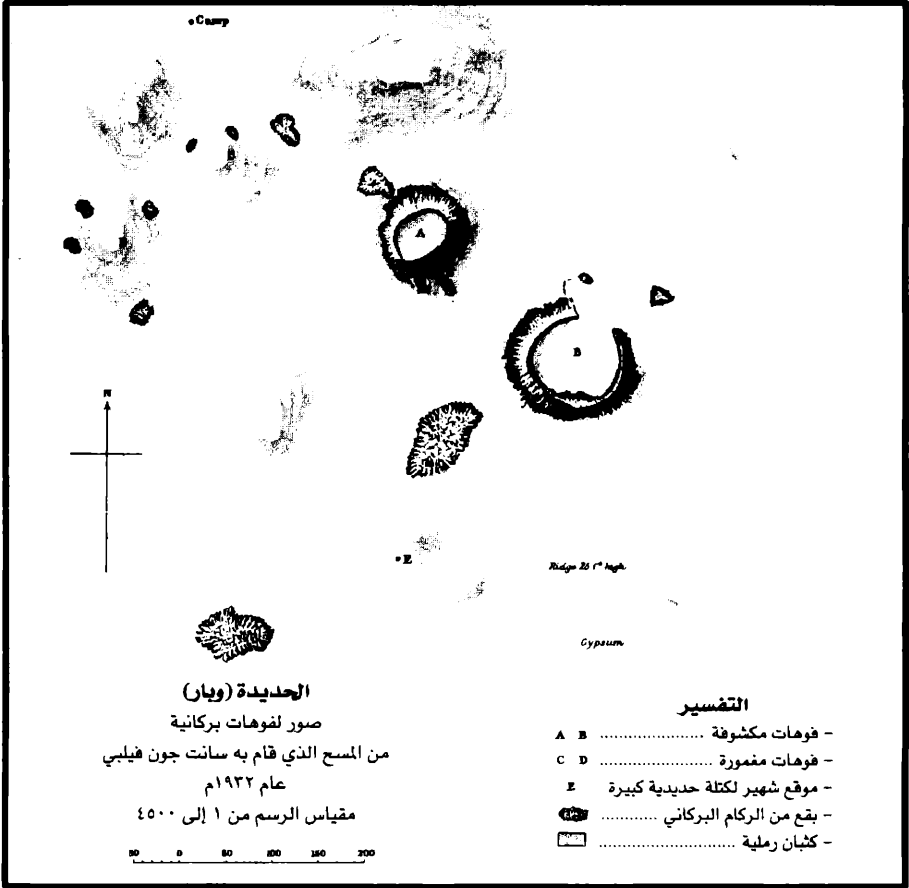 Camp
A
B
N
E
Ridge 25 ft high
Gypsum
الحديدة (وبار)
صور لفوهات بركانية
من المسح الذي قام به سانت جون فيلبي
عام ١٩٣٢م
مقياس الرسم من ١ إلى ٤٥٠٠
50 0 50 100 150 200
التفسير
- فوهات مكشوفة ...................... A B
- فوهات مغمورة ........................ C D
- موقع شهير لكتلة حديدية كبيرة E
- بقع من الركام البركاني ............
- كثبان رملية .............................